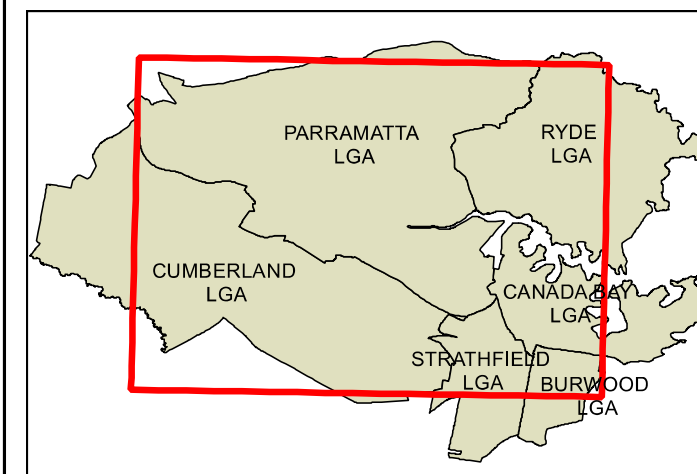 PARRAMATTA
LGA
RYDE
LGA
CUMBERLAND
LGA
CANADA BAY
LGA
STRATHFIELD
LGA
BURWOOD
LGA